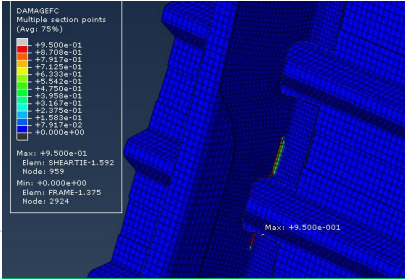 DAMAGEFC
Multiple section points
(Avg: 75%)
+9.500e-01
+8.708e-01
+7.917e-01
+7.125e-01
+6.333e-01
+5.542e-01
+4.750e-01
+3.958e-01
+3.167e-01
+2.375e-01
+1.583e-01
+7.917e-02
+0.000e+00
Max: +9.500e-01
Elem: SHEARTIE-1.592
Node: 959
Min: +0.000e+00
Elem: FRAME-1.375
Node: 2924
Max: +9.500e-001